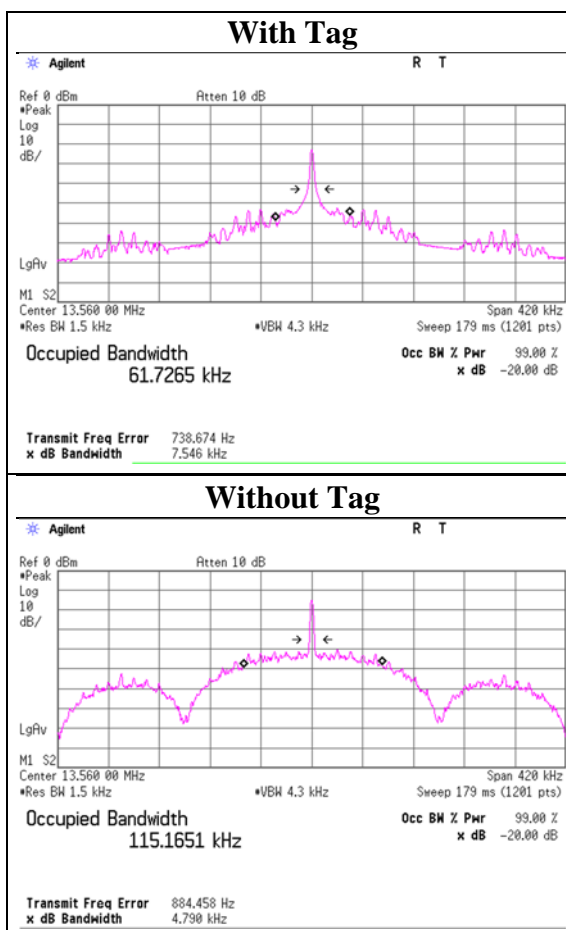 With Tag
Agilent R T
Ref 0 dBm Atten 10 dB
#Peak
Log
10
dB/
LgAv
M1 S2
Center 13.560 00 MHz Span 420 kHz
#Res BW 1.5 kHz #VBW 4.3 kHz Sweep 179 ms (1201 pts)
Occupied Bandwidth Occ BW % Pwr 99.00 %
61.7265 kHz x dB -20.00 dB
Transmit Freq Error 738.674 Hz
x dB Bandwidth 7.546 kHz
Without Tag
Agilent R T
Ref 0 dBm Atten 10 dB
#Peak
Log
10
dB/
LgAv
M1 S2
Center 13.560 00 MHz Span 420 kHz
#Res BW 1.5 kHz #VBW 4.3 kHz Sweep 179 ms (1201 pts)
Occupied Bandwidth Occ BW % Pwr 99.00 %
115.1651 kHz x dB -20.00 dB
Transmit Freq Error 884.458 Hz
x dB Bandwidth 4.790 kHz